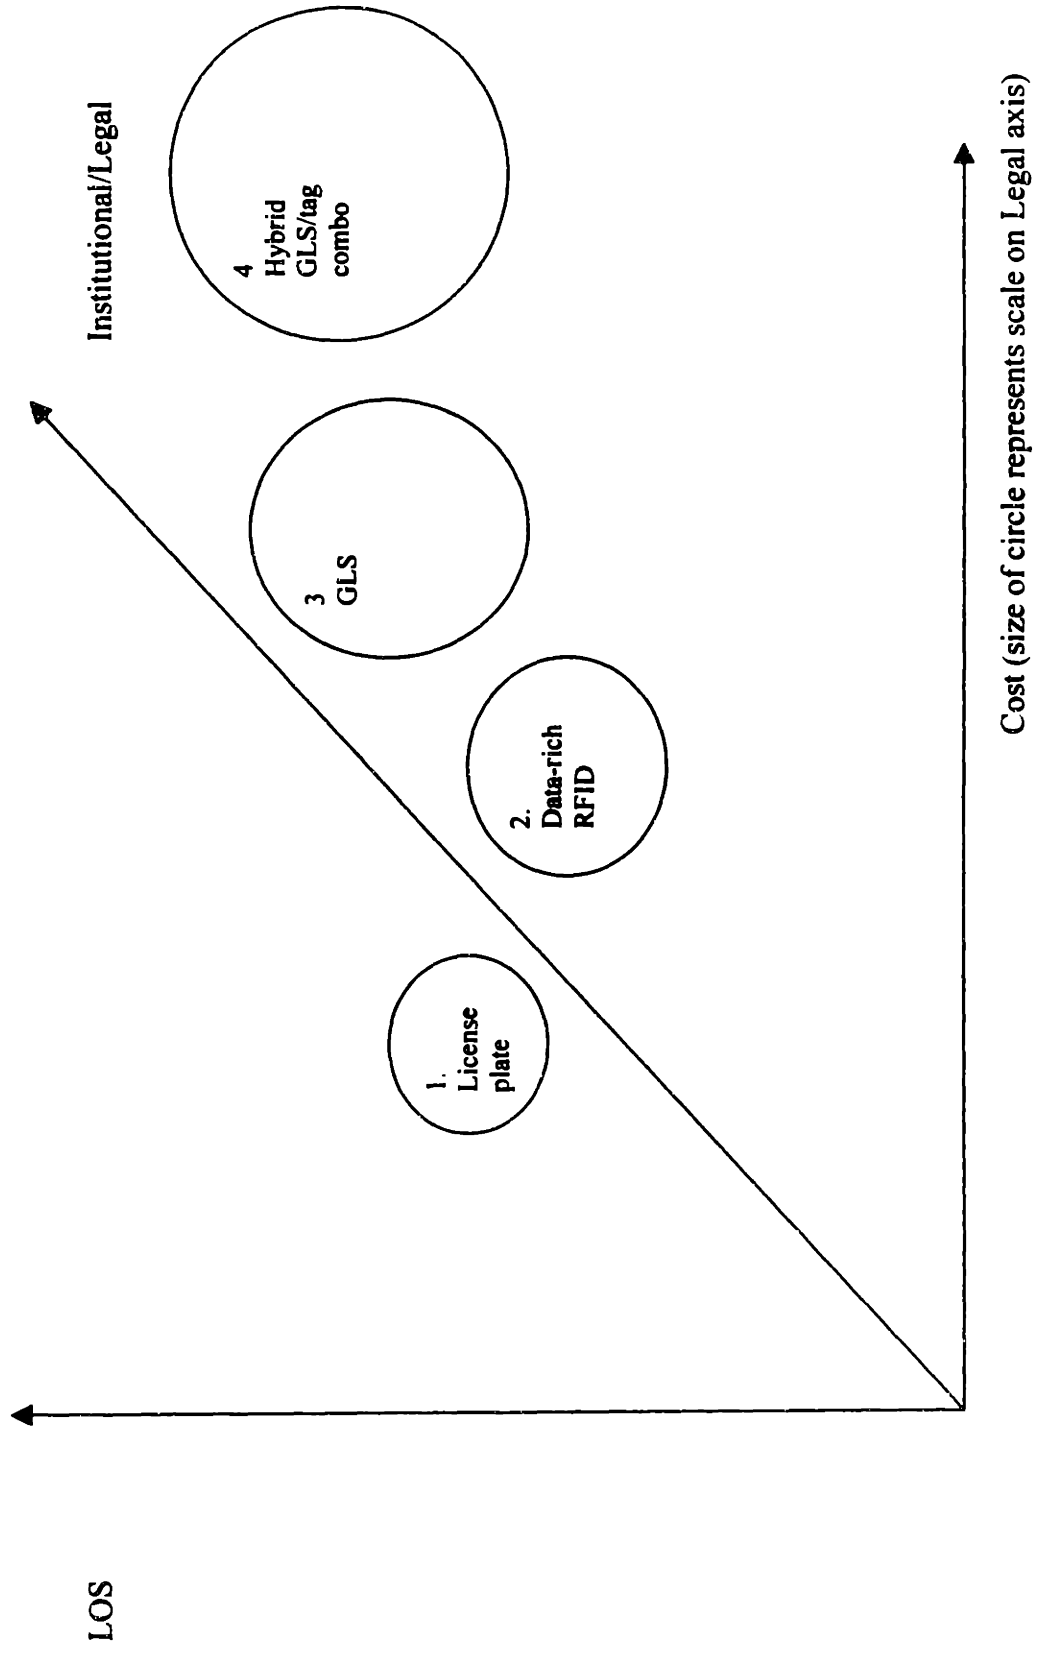 LOS
Institutional/Legal
1.
License
plate
2.
Data-rich
RFID
3
GLS
4
Hybrid
GLS/tag
combo
Cost (size of circle represents scale on Legal axis)